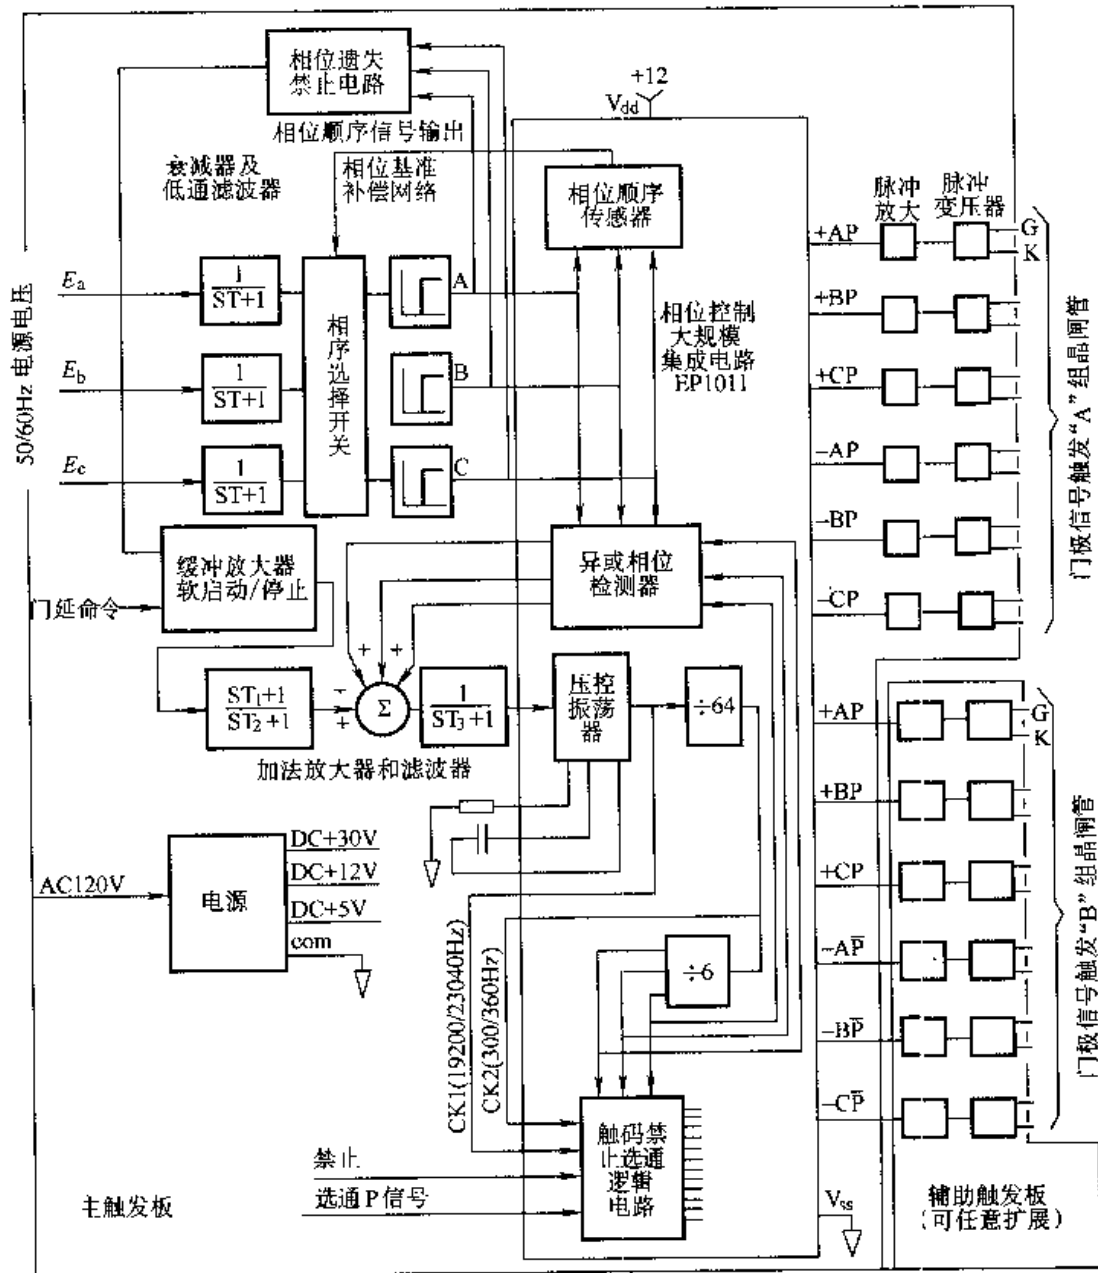 相位遗失
禁止电路
+12
Vdd
相位顺序信号输出
衰减器及
低通滤波器
相位基准
补偿网络
相位顺序
传感器
脉冲
放大
脉冲
变压器
50/60Hz 电源电压
Ea
1
ST+1
Eb
1
ST+1
Ec
1
ST+1
相序选择开关
A
B
C
相位控制
大规模
集成电路
EP1011
+AP
G
K
+BP
+CP
-AP
-BP
-CP
门极信号触发“A”组晶闸管
缓冲放大器
软启动/停止
门延命令
异或相位
检测器
+
+
-
+
ST1+1
ST2+1
Σ
1
ST3+1
压控
振荡
器
÷64
加法放大器和滤波器
+AP
G
K
+BP
+CP
-AP̅
-BP̅
-CP̅
门极信号触发“B”组晶闸管
AC120V
电源
DC+30V
DC+12V
DC+5V
com
CK1(19200/23040Hz)
CK2(300/360Hz)
÷6
触码禁
止选通
逻辑
电路
禁止
选通P信号
主触发板
Vss
辅助触发板
(可任意扩展)